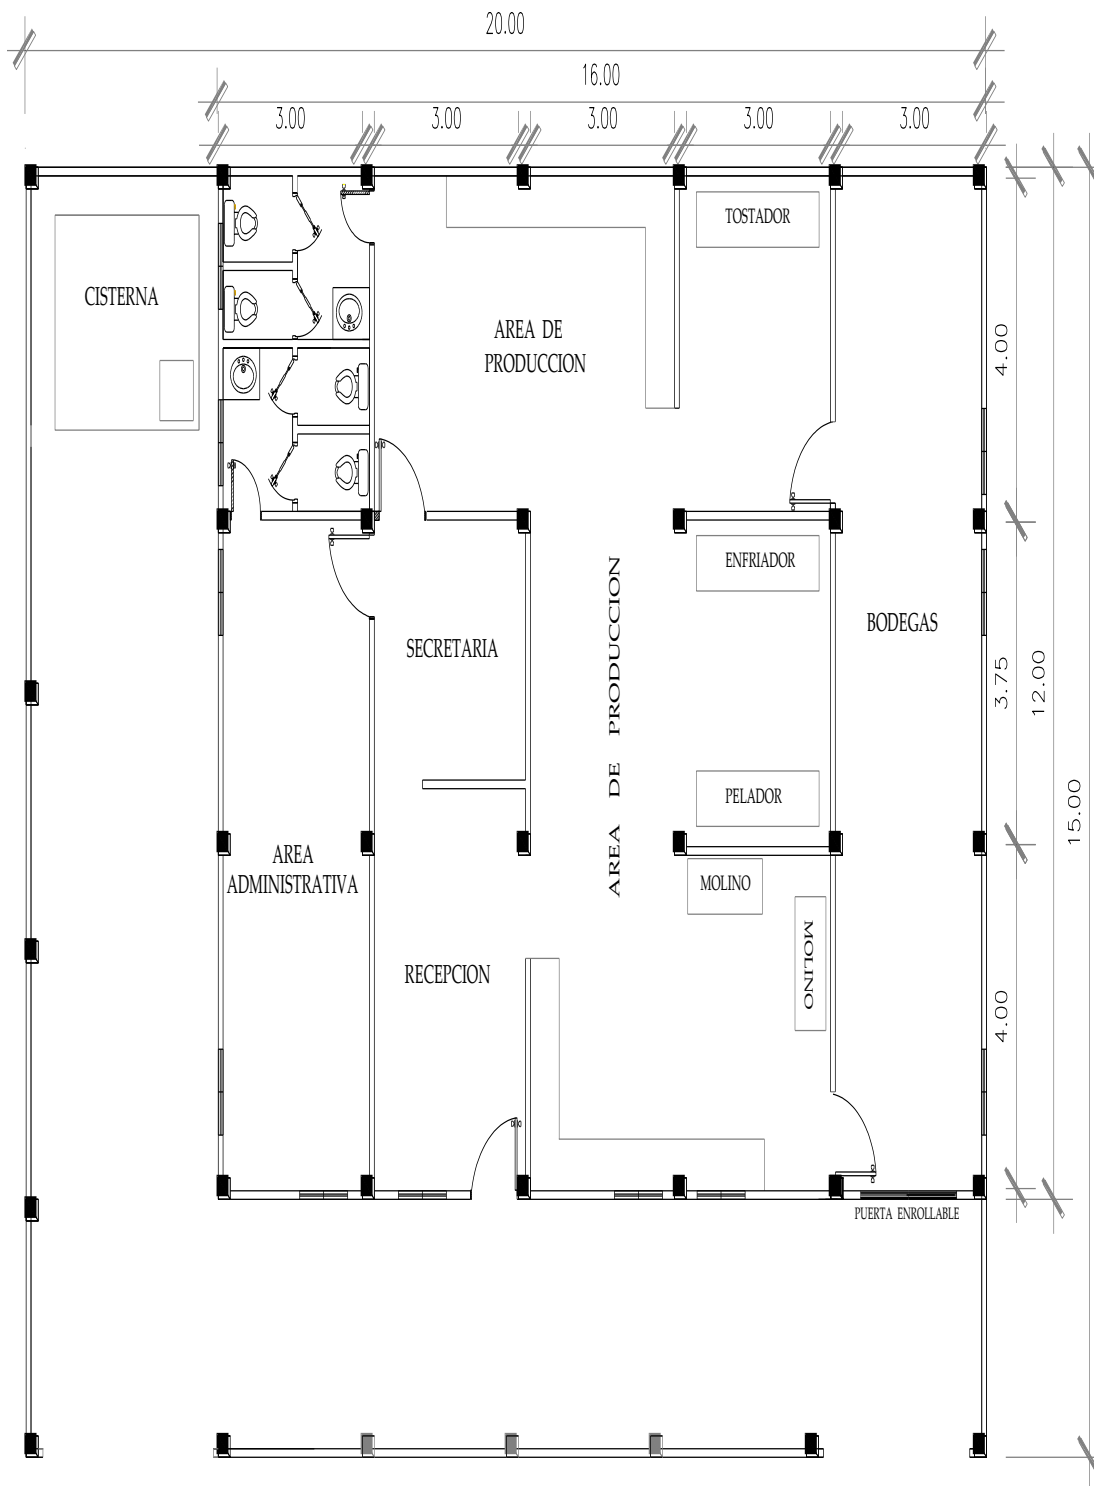 20.00
16.00
3.00
3.00
3.00
3.00
3.00
TOSTADOR
CISTERNA
AREA DE
PRODUCCION
4.00
ENFRIADOR
AREA DE PRODUCCION
BODEGAS
SECRETARIA
3.75
12.00
PELADOR
15.00
AREA
ADMINISTRATIVA
MOLINO
MOLINO
RECEPCION
4.00
PUERTA ENROLLABLE